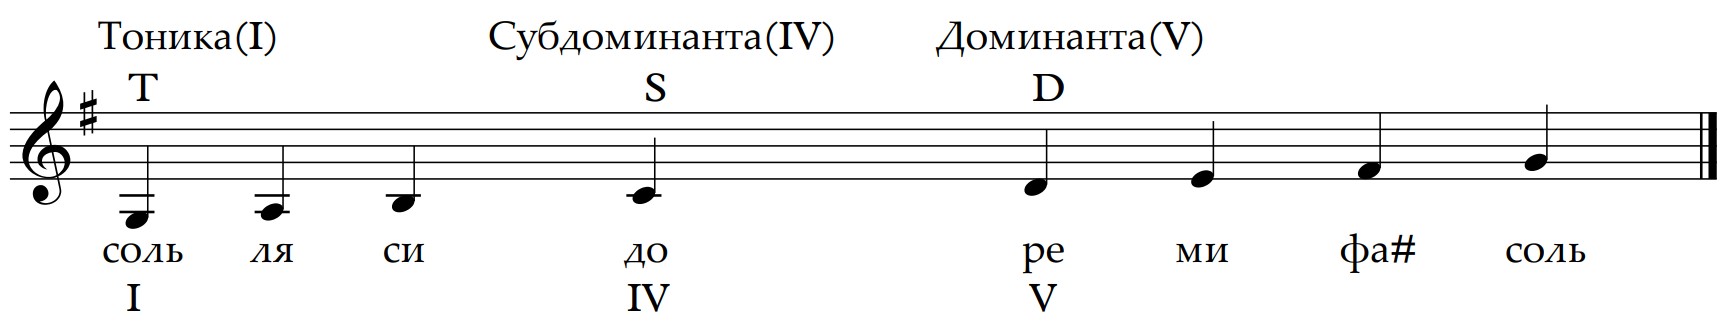 Тоника(I) Субдоминанта(IV) Доминанта(V)
T S D
соль ля си до ре ми фа# соль
I IV V